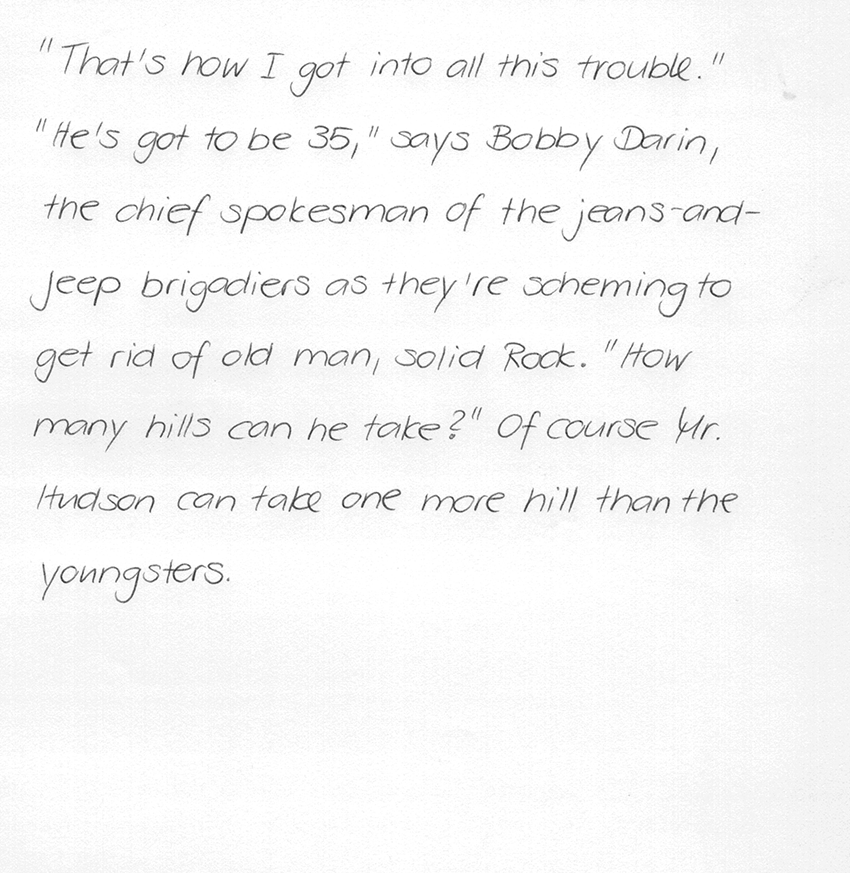 "That's how I got into all this trouble."
"He's got to be 35," says Bobby Darin,
the chief spokesman of the jeans-and-
Jeep brigadiers as they're scheming to
get rid of old man, solid Rock. "How
many hills can he take?" Of course Mr.
Hudson can take one more hill than the
youngsters.